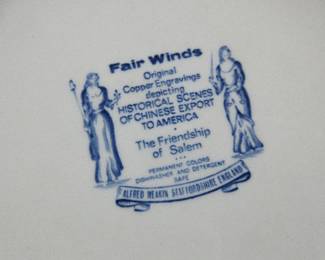 Fair Winds
Original
Copper Engravings
depicting
HISTORICAL SCENES
OF CHINESE EXPORT
TO AMERICA
The Friendship
of Salem
PERMANENT COLORS
DISHWASHER AND DETERGENT
SAFE
ALFRED MEAKIN STAFFORDSHIRE ENGLAND